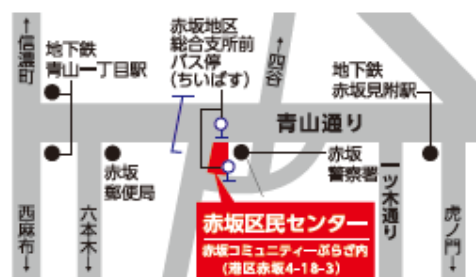 ↑信濃町
地下鉄
青山一丁目駅
赤坂地区
総合支所前
バス停
(ちいばす)
↑四谷
地下鉄
赤坂見附駅
青山通り
赤坂
郵便局
赤坂
警察署
一ツ木通り
西麻布↓
六本木↓
虎ノ門↓
赤坂区民センター
赤坂コミュニティーぷらざ内
(港区赤坂4-18-3)